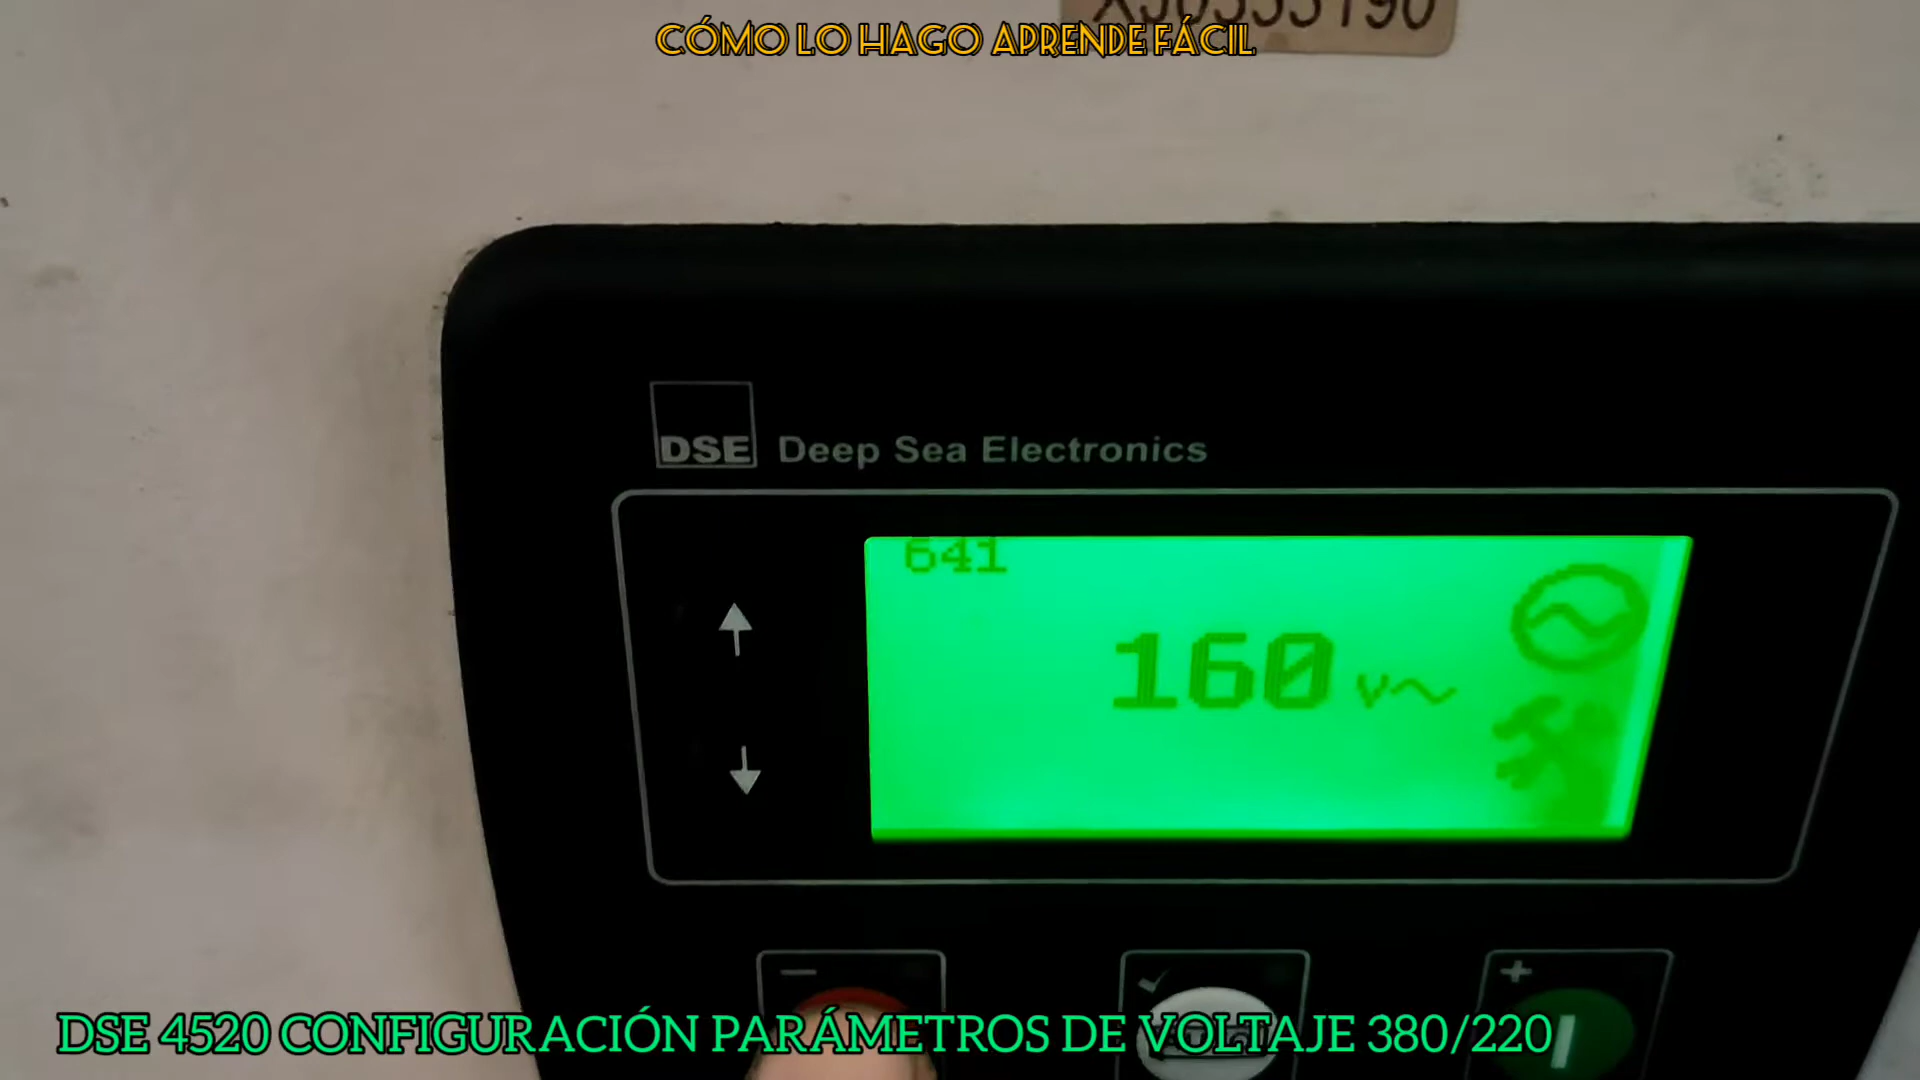 CÓMO LO HAGO APRENDE FÁCIL
DSE Deep Sea Electronics
641
160 V~
DSE 4520 CONFIGURACIÓN PARÁMETROS DE VOLTAJE 380/220